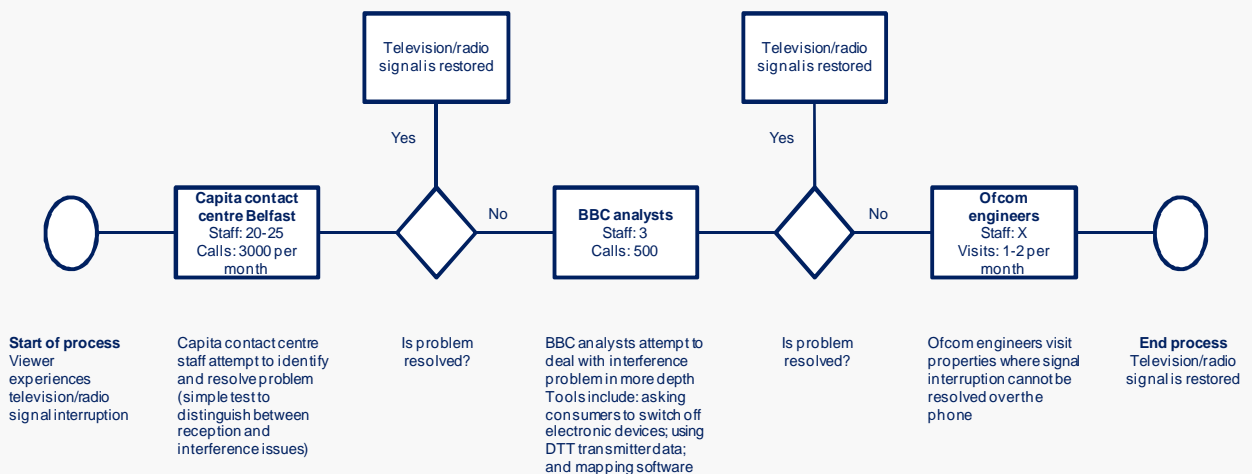 Television/radio
signal is restored
Television/radio
signal is restored
Yes
Yes
Capita contact
centre Belfast
Staff: 20-25
Calls: 3000 per
month
No
BBC analysts
Staff: 3
Calls: 500
No
Ofcom
engineers
Staff: X
Visits: 1-2 per
month
Start of process
Viewer
experiences
television/radio
signal interruption
Capita contact centre
staff attempt to identify
and resolve problem
(simple test to
distinguish between
reception and
interference issues)
Is problem
resolved?
BBC analysts attempt to
deal with interference
problem in more depth
Tools include: asking
consumers to switch off
electronic devices; using
DTT transmitter data;
and mapping software
Is problem
resolved?
Ofcom engineers visit
properties where signal
interruption cannot be
resolved over the
phone
End process
Television/radio
signal is restored